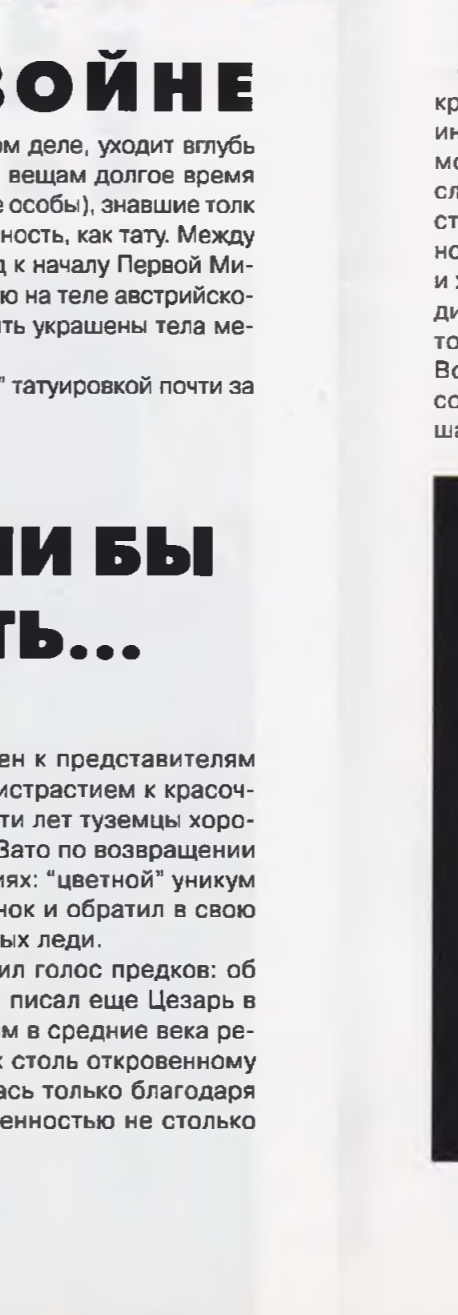 ВОЙНЕ
ом деле, уходит вглубь
вещам долгое время
е особы), знавшие толк
ность, как тату. Между
д к началу Первой Ми-
ю на теле австрийско-
ть украшены тела ме-
" татуировкой почти за
ЛИ БЫ
ТЬ...
ен к представителям
истрастием к красоч-
ти лет туземцы хоро-
Зато по возвращении
иях: "цветной" уникум
нок и обратил в свою
ых леди.
ил голос предков: об
писал еще Цезарь в
м в средние века ре-
к столь откровенному
ась только благодаря
енностью не столько
кр
ин
мо
сл
ст
но
и
ди
то
Во
со
ша